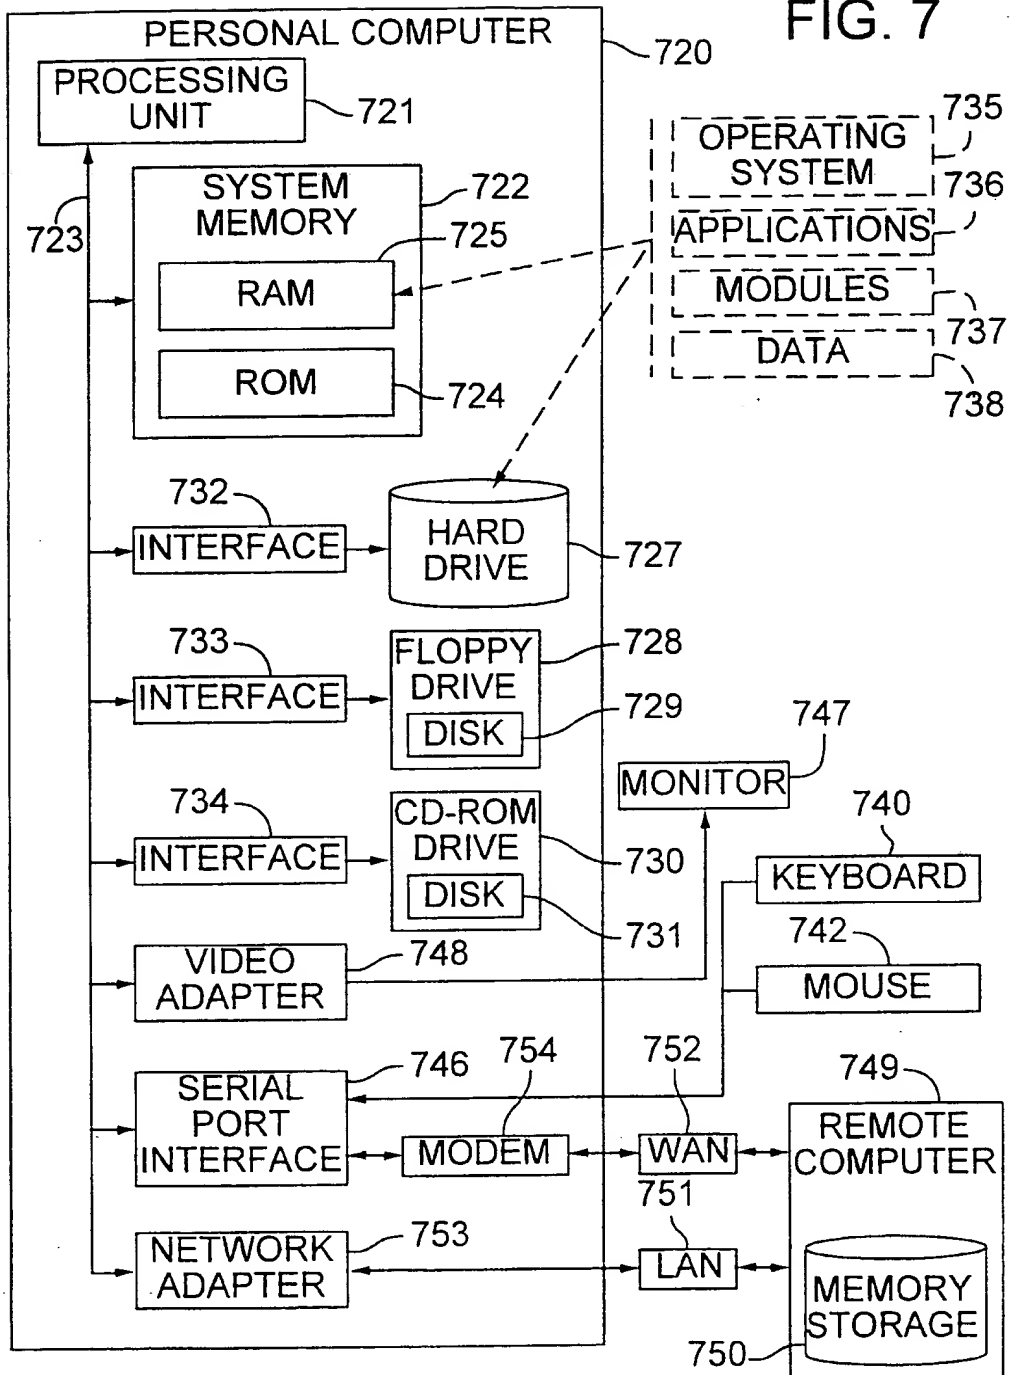 FIG. 7
PERSONAL COMPUTER
720
PROCESSING
UNIT
721
723
SYSTEM
MEMORY
722
725
RAM
ROM
724
OPERATING
SYSTEM
735
APPLICATIONS
736
MODULES
737
DATA
738
732
INTERFACE
HARD
DRIVE
727
733
INTERFACE
FLOPPY
DRIVE
728
DISK
729
734
INTERFACE
CD-ROM
DRIVE
730
DISK
731
MONITOR
747
740
KEYBOARD
742
MOUSE
VIDEO
ADAPTER
748
SERIAL
PORT
INTERFACE
746
754
MODEM
752
WAN
751
LAN
749
REMOTE
COMPUTER
MEMORY
STORAGE
750
NETWORK
ADAPTER
753